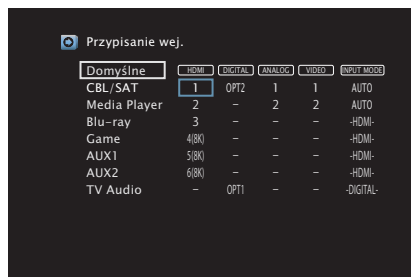 Przypisanie wej.
Domyślne HDMI DIGITAL ANALOG VIDEO INPUT MODE
CBL/SAT 1 OPT2 1 1 AUTO
Media Player 2 – 2 2 AUTO
Blu-ray 3 – – – -HDMI-
Game 4(8K) – – – -HDMI-
AUX1 5(8K) – – – -HDMI-
AUX2 6(8K) – – – -HDMI-
TV Audio – OPT1 – – -DIGITAL-